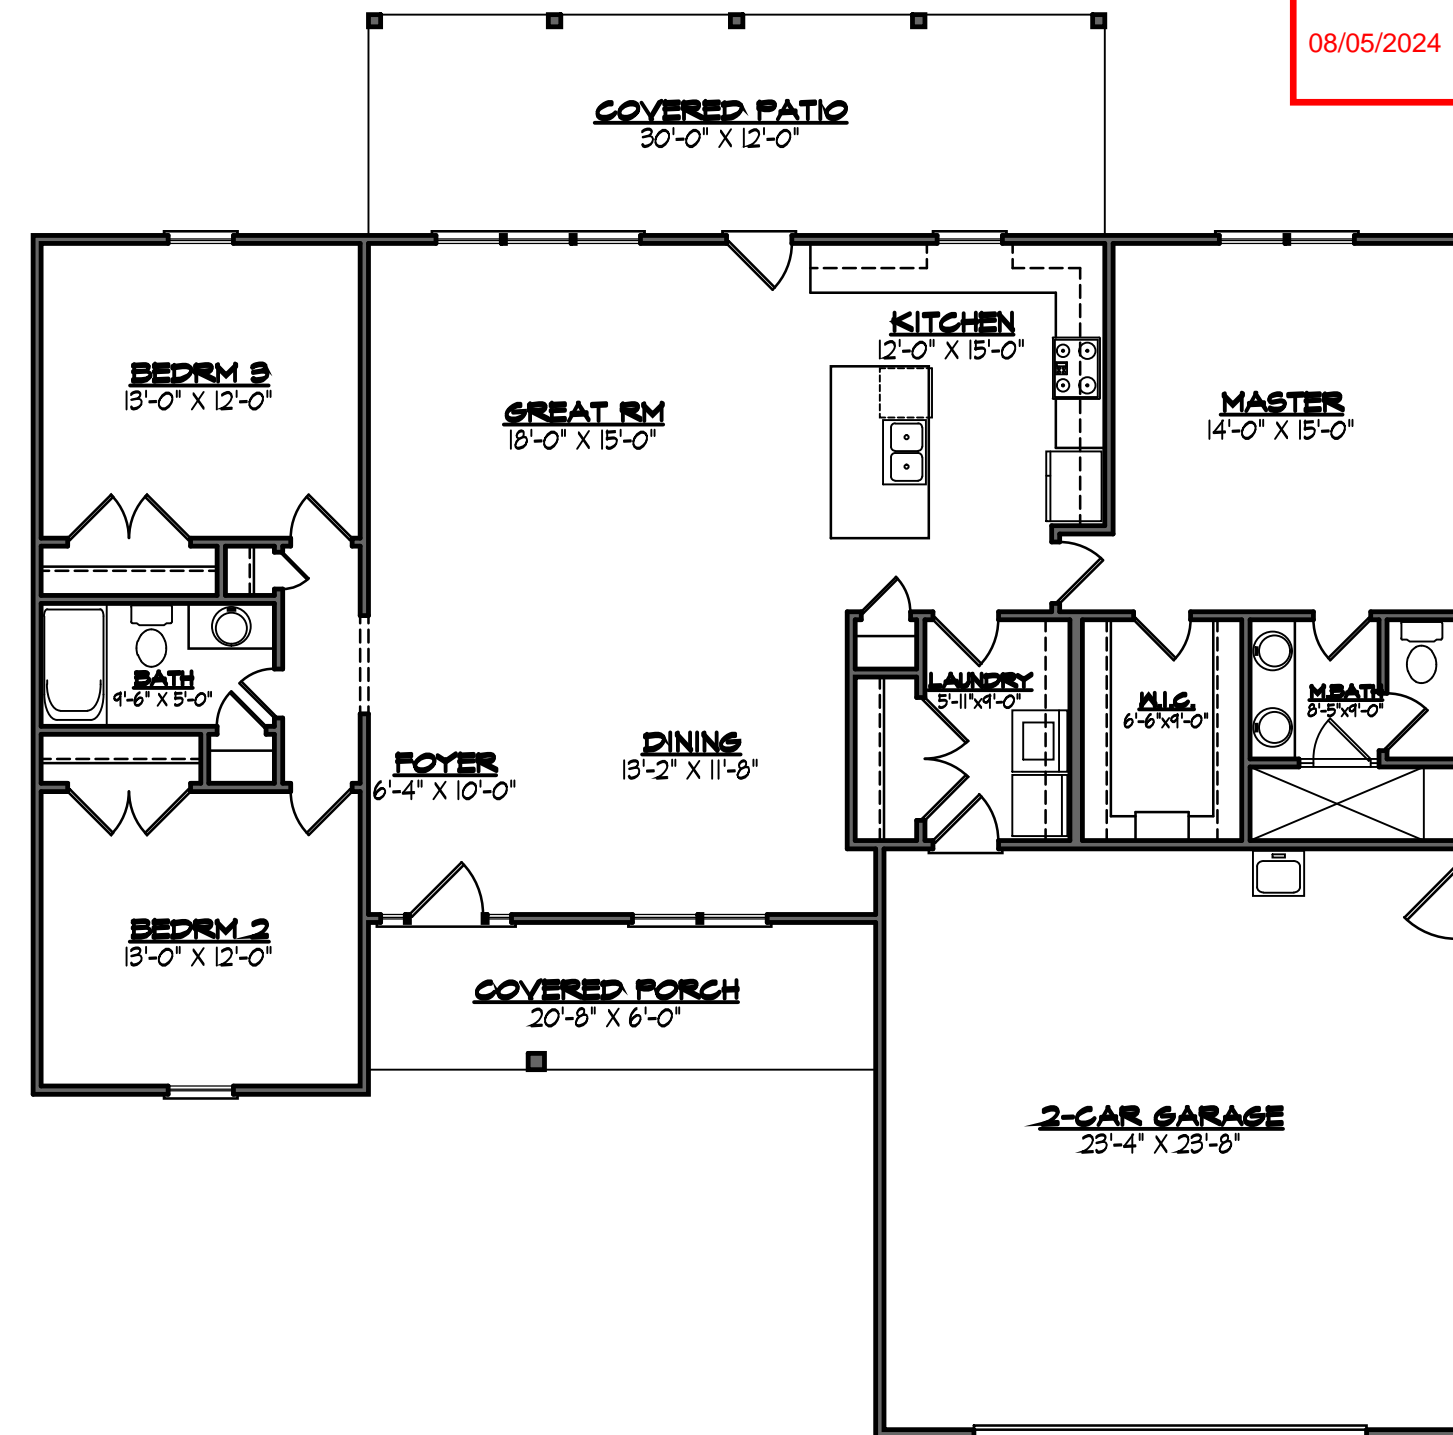 08/05/2024
COVERED PATIO
30'-0" X 12'-0"
KITCHEN
12'-0" X 15'-0"
BEDRM 3
13'-0" X 12'-0"
GREAT RM
18'-0" X 15'-0"
MASTER
14'-0" X 15'-0"
BATH
9'-6" X 5'-0"
LAUNDRY
5'-11"x9'-0"
W.I.C.
6'-6"x9'-0"
M.BATH
8'-5"x9'-0"
FOYER
6'-4" X 10'-0"
DINING
13'-2" X 11'-8"
BEDRM 2
13'-0" X 12'-0"
COVERED PORCH
20'-8" X 6'-0"
2-CAR GARAGE
23'-4" X 23'-8"